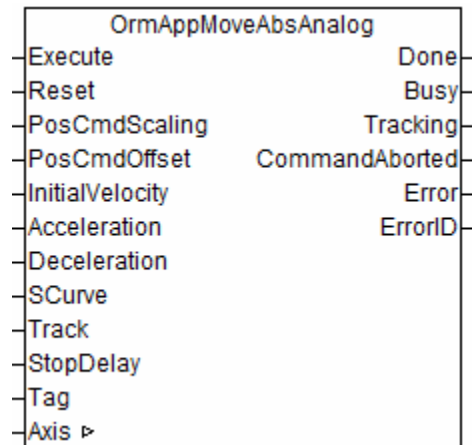 OrmAppMoveAbsAnalog
Execute Done
Reset Busy
PosCmdScaling Tracking
PosCmdOffset CommandAborted
InitialVelocity Error
Acceleration ErrorID
Deceleration
SCurve
Track
StopDelay
Tag
Axis